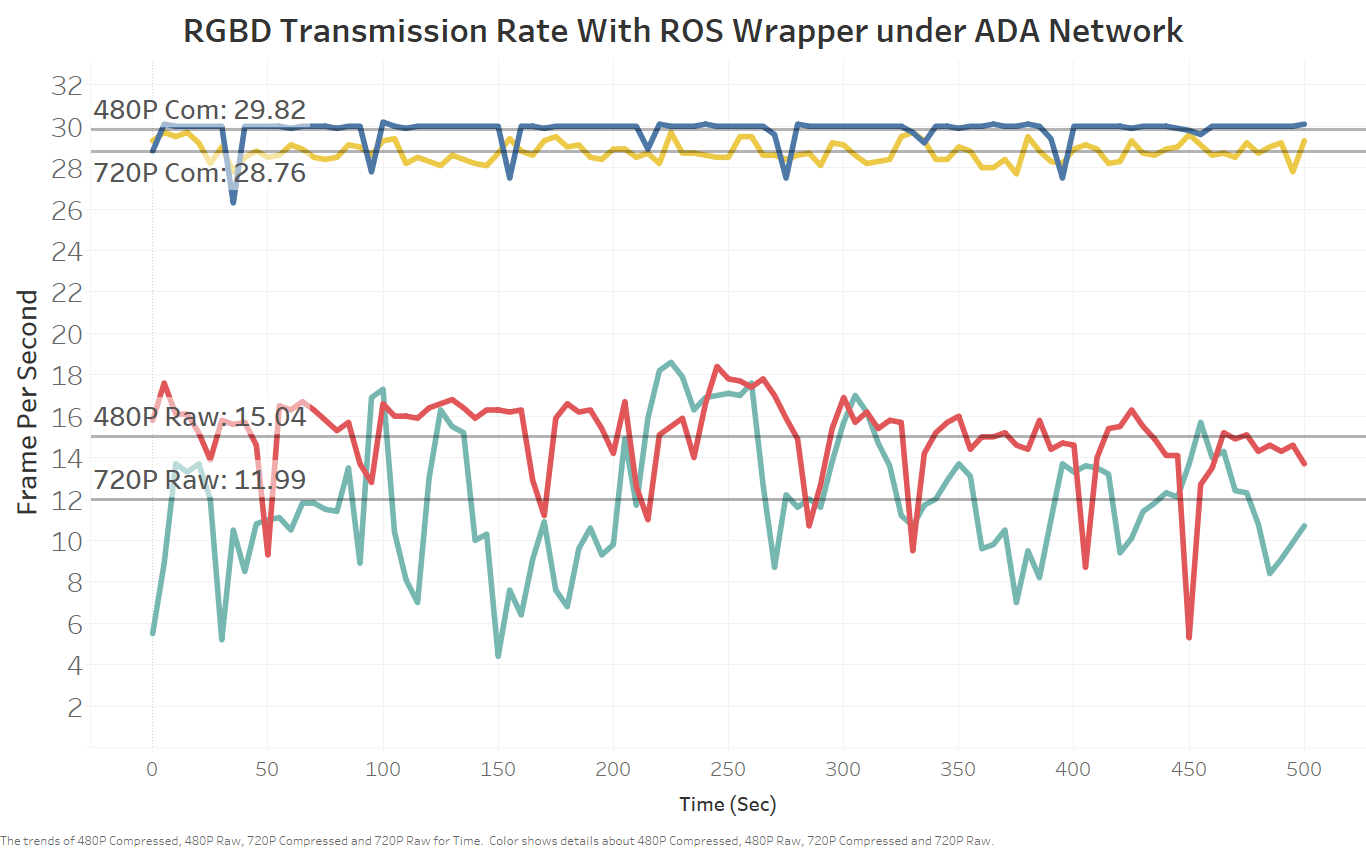 RGBD Transmission Rate With ROS Wrapper under ADA Network
32
480P Com: 29.82
30
28
720P Com: 28.76
26
24
22
20
18
16
480P Raw: 15.04
14
720P Raw: 11.99
12
10
8
6
4
2
Frame Per Second
0 50 100 150 200 250 300 350 400 450 500
Time (Sec)
The trends of 480P Compressed, 480P Raw, 720P Compressed and 720P Raw for Time. Color shows details about 480P Compressed, 480P Raw, 720P Compressed and 720P Raw.